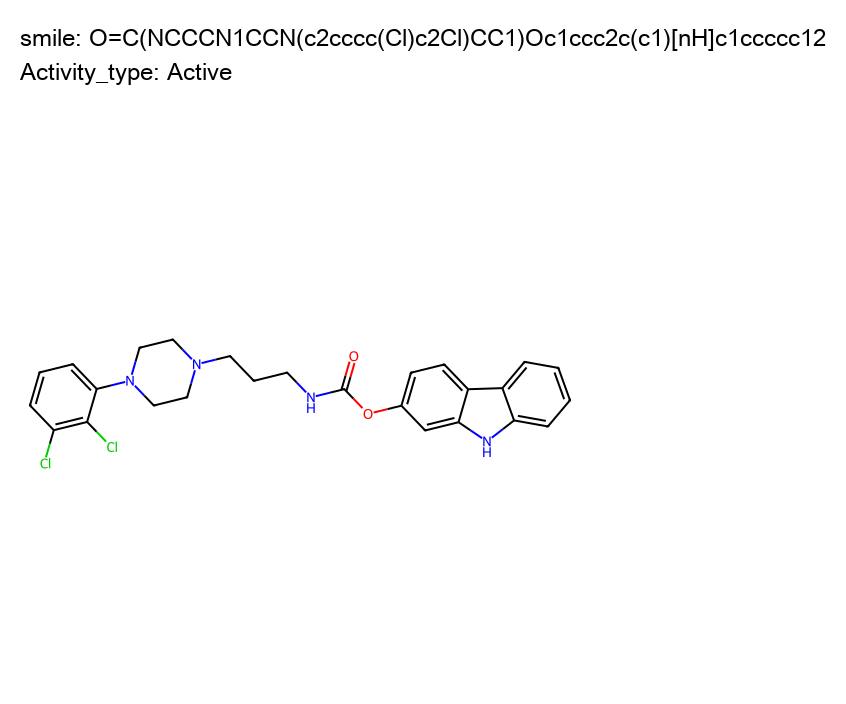 smile: O=C(NCCCN1CCN(c2cccc(Cl)c2Cl)CC1)Oc1ccc2c(c1)[nH]c1ccccc12
Activity_type: Active
O
N
N
N
H
O
N
H
Cl
Cl